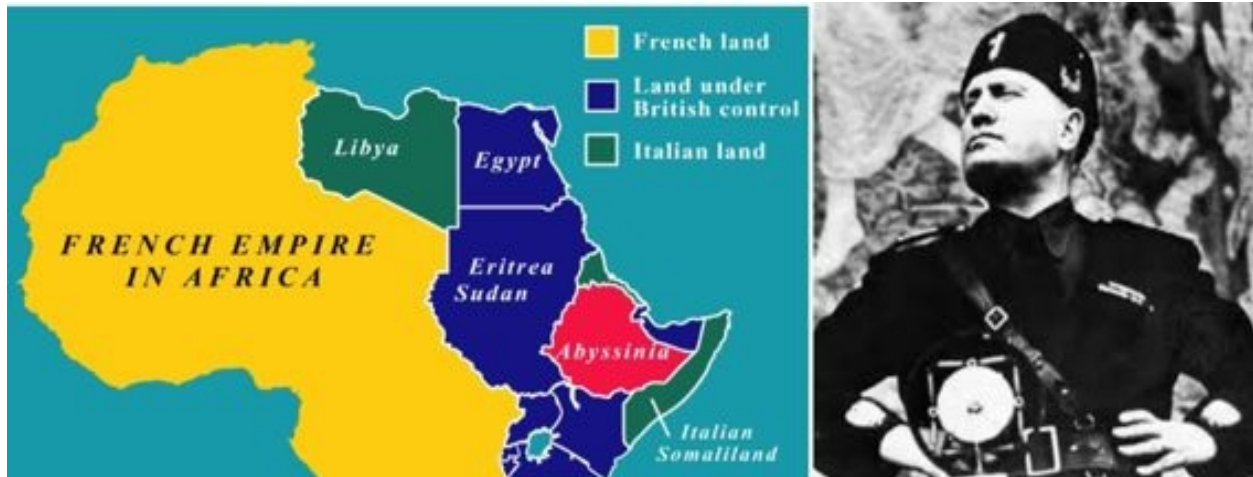 French land
Land under
British control
Italian land
Libya
Egypt
FRENCH EMPIRE
IN AFRICA
Eritrea
Sudan
Abyssinia
Italian
Somaliland